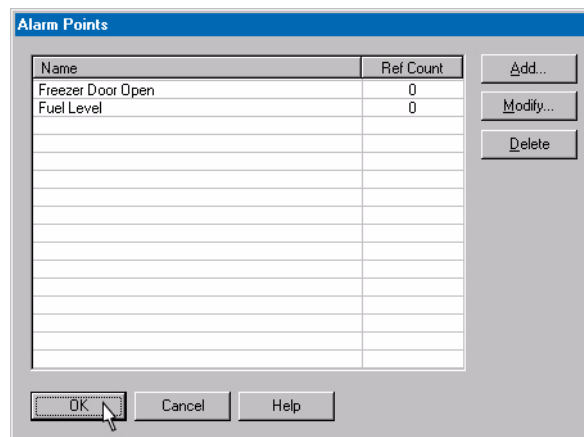 Alarm Points
Name Ref Count
Freezer Door Open 0
Fuel Level 0
Add...
Modify...
Delete
OK Cancel Help